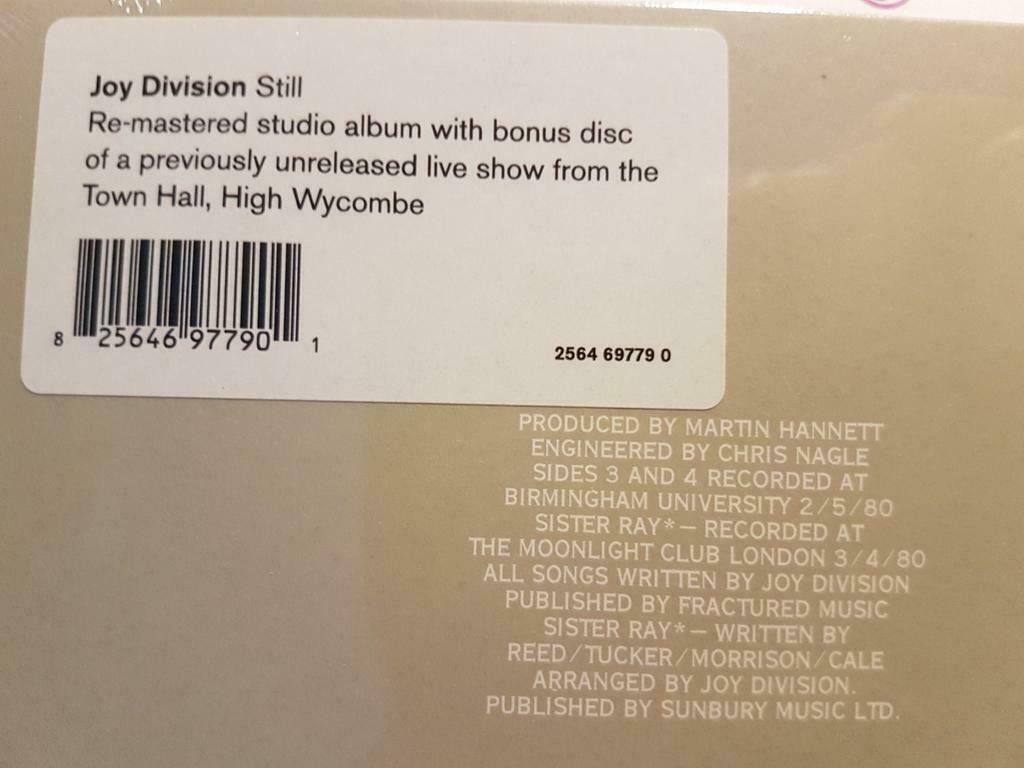 Joy Division Still
Re-mastered studio album with bonus disc
of a previously unreleased live show from the
Town Hall, High Wycombe
8 25646 97790 1
2564 69779 0
PRODUCED BY MARTIN HANNETT
ENGINEERED BY CHRIS NAGLE
SIDES 3 AND 4 RECORDED AT
BIRMINGHAM UNIVERSITY 2/5/80
SISTER RAY* — RECORDED AT
THE MOONLIGHT CLUB LONDON 3/4/80
ALL SONGS WRITTEN BY JOY DIVISION
PUBLISHED BY FRACTURED MUSIC
SISTER RAY* — WRITTEN BY
REED/TUCKER/MORRISON/CALE
ARRANGED BY JOY DIVISION.
PUBLISHED BY SUNBURY MUSIC LTD.